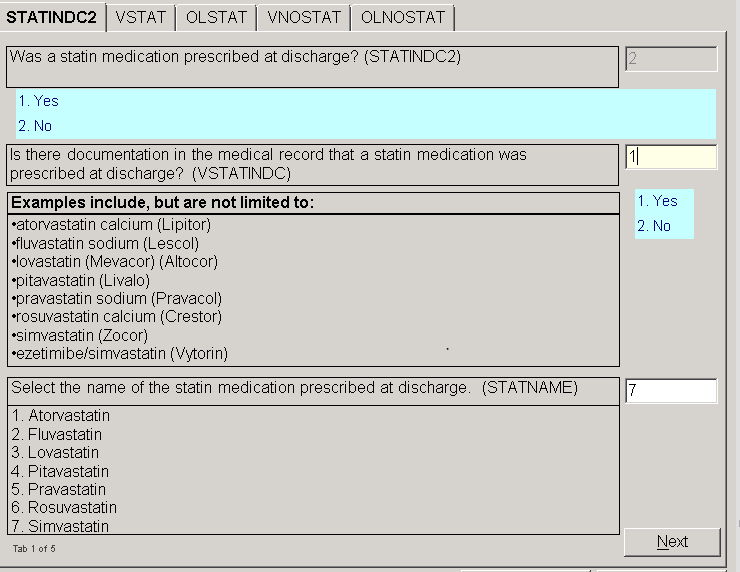 STATINDC2 VSTAT OLSTAT VNOSTAT OLNOSTAT
Was a statin medication prescribed at discharge? (STATINDC2)
2
1. Yes
2. No
Is there documentation in the medical record that a statin medication was
prescribed at discharge? (VSTATINDC)
1
1. Yes
2. No
Examples include, but are not limited to:
•atorvastatin calcium (Lipitor)
•fluvastatin sodium (Lescol)
•lovastatin (Mevacor) (Altocor)
•pitavastatin (Livalo)
•pravastatin sodium (Pravacol)
•rosuvastatin calcium (Crestor)
•simvastatin (Zocor)
•ezetimibe/simvastatin (Vytorin)
Select the name of the statin medication prescribed at discharge. (STATNAME)
7
1. Atorvastatin
2. Fluvastatin
3. Lovastatin
4. Pitavastatin
5. Pravastatin
6. Rosuvastatin
7. Simvastatin
Next
Tab 1 of 5